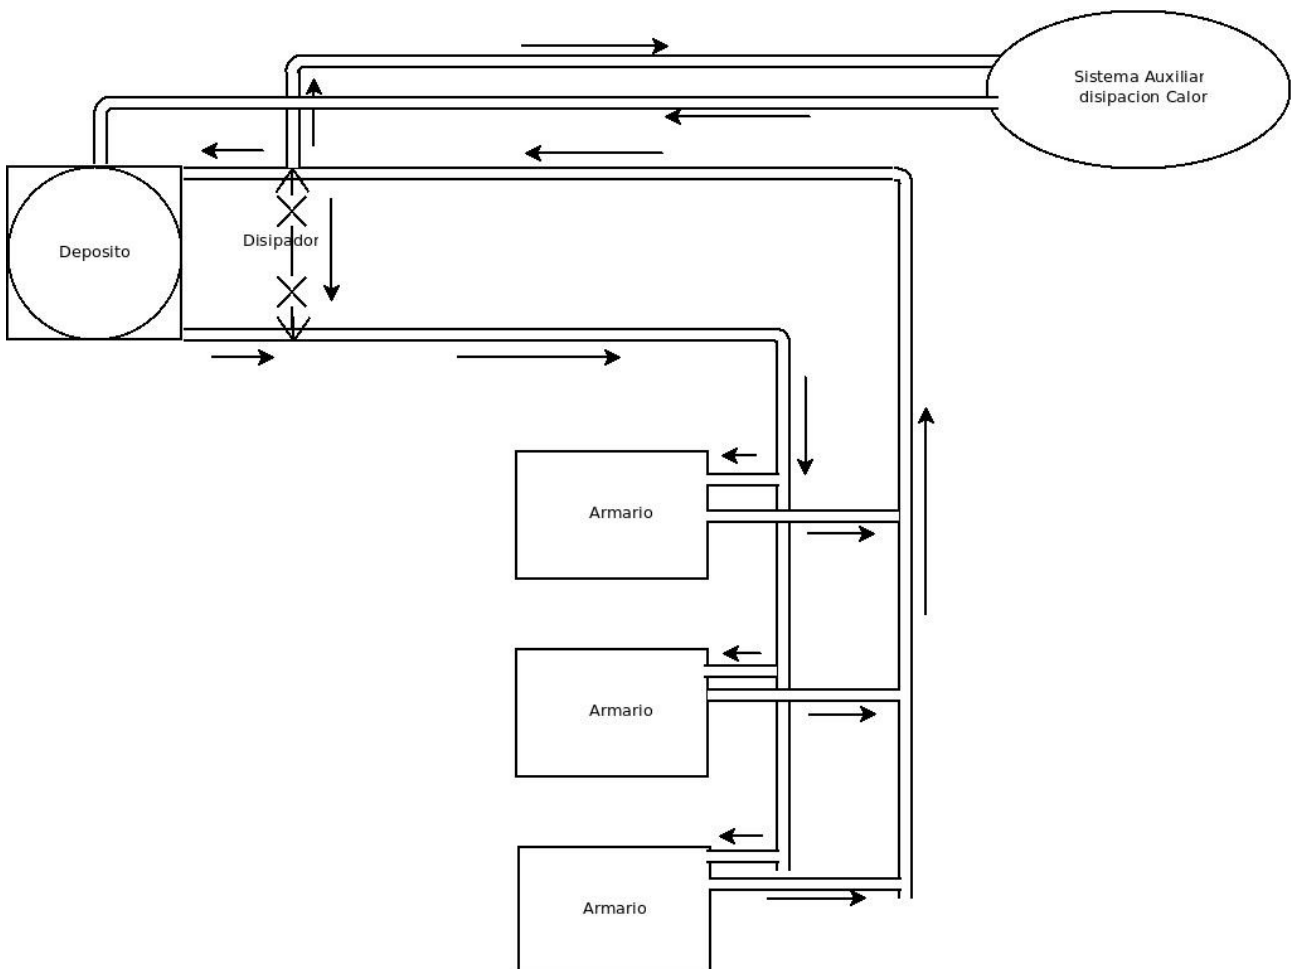 Sistema Auxiliar
disipacion Calor
Deposito
Disipador
Armario
Armario
Armario